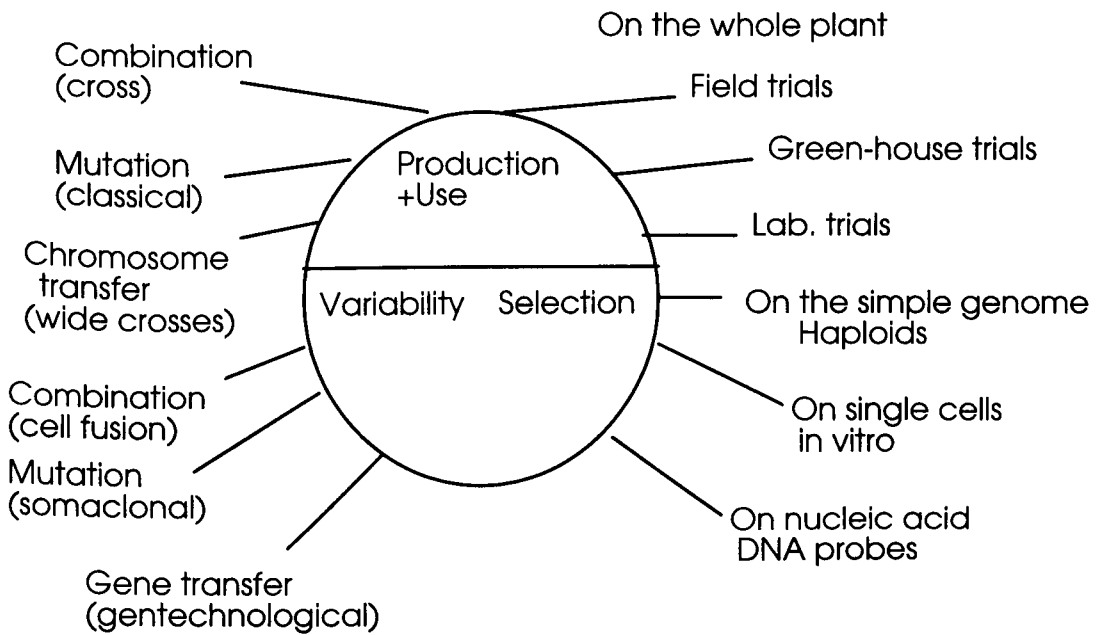 On the whole plant
Combination
(cross)
Field trials
Mutation
(classical)
Production
+Use
Green-house trials
Lab. trials
Chromosome
transfer
(wide crosses)
Variability
Selection
On the simple genome
Haploids
Combination
(cell fusion)
On single cells
in vitro
Mutation
(somaclonal)
On nucleic acid
DNA probes
Gene transfer
(gentechnological)